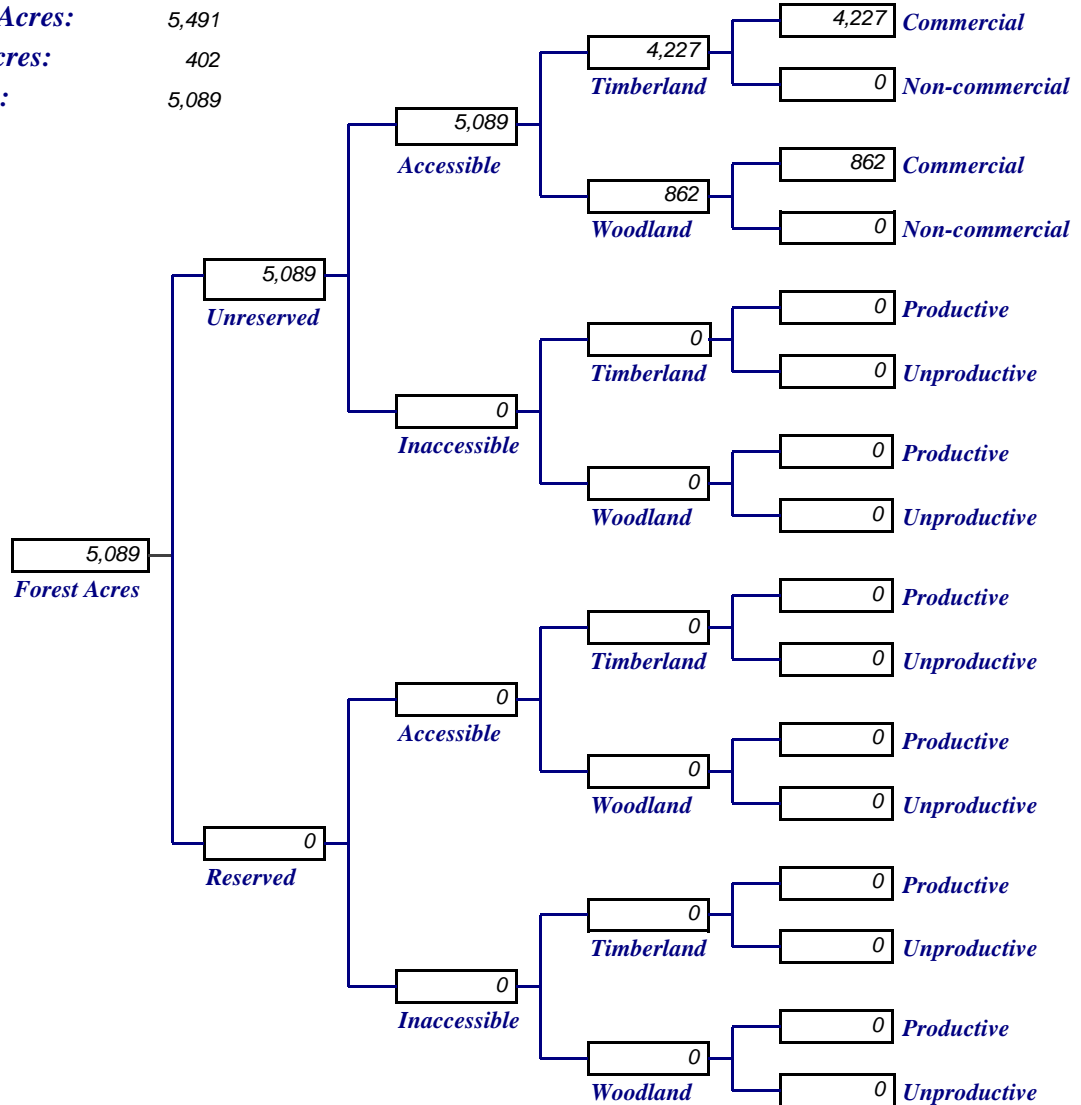 Acres: 5,491
cres: 402
: 5,089
4,227 Commercial
4,227
Timberland
0 Non-commercial
5,089
Accessible
862 Commercial
862
Woodland
0 Non-commercial
5,089
Unreserved
0 Productive
0
Timberland
0 Unproductive
0
Inaccessible
0 Productive
0
Woodland
0 Unproductive
5,089
Forest Acres
0 Productive
0
Timberland
0 Unproductive
0
Accessible
0 Productive
0
Woodland
0 Unproductive
0
Reserved
0 Productive
0
Timberland
0 Unproductive
0
Inaccessible
0 Productive
0
Woodland
0 Unproductive